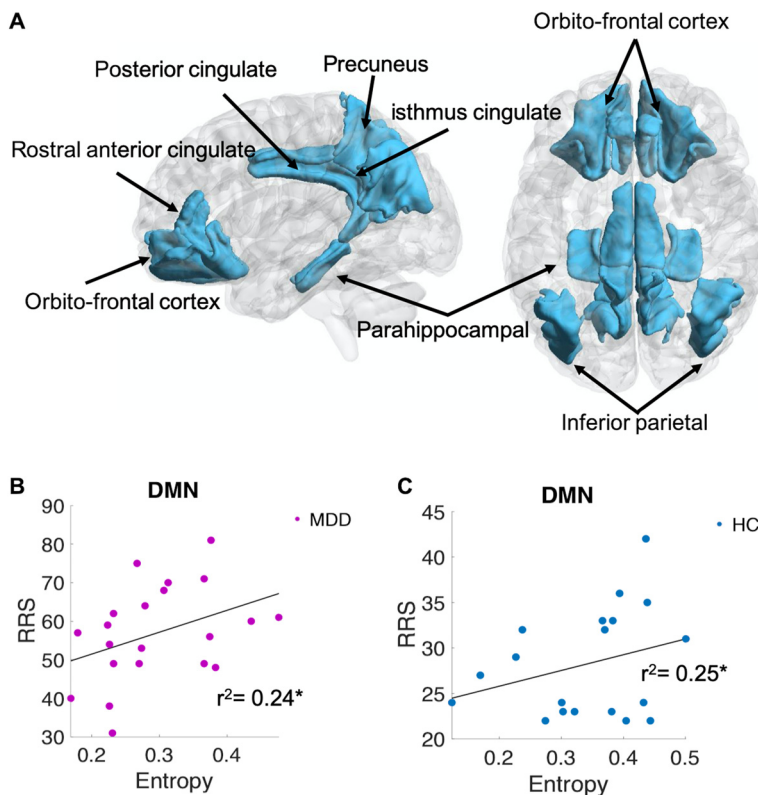 A
Orbito-frontal cortex
Posterior cingulate
Precuneus
isthmus cingulate
Rostral anterior cingulate
Orbito-frontal cortex
Parahippocampal
Inferior parietal
B
DMN
MDD
90
80
70
60
50
40
30
RRS
r²= 0.24*
0.2
0.4
Entropy
C
DMN
HC
45
40
35
30
25
20
RRS
r²= 0.25*
0.2
0.3
0.4
0.5
Entropy